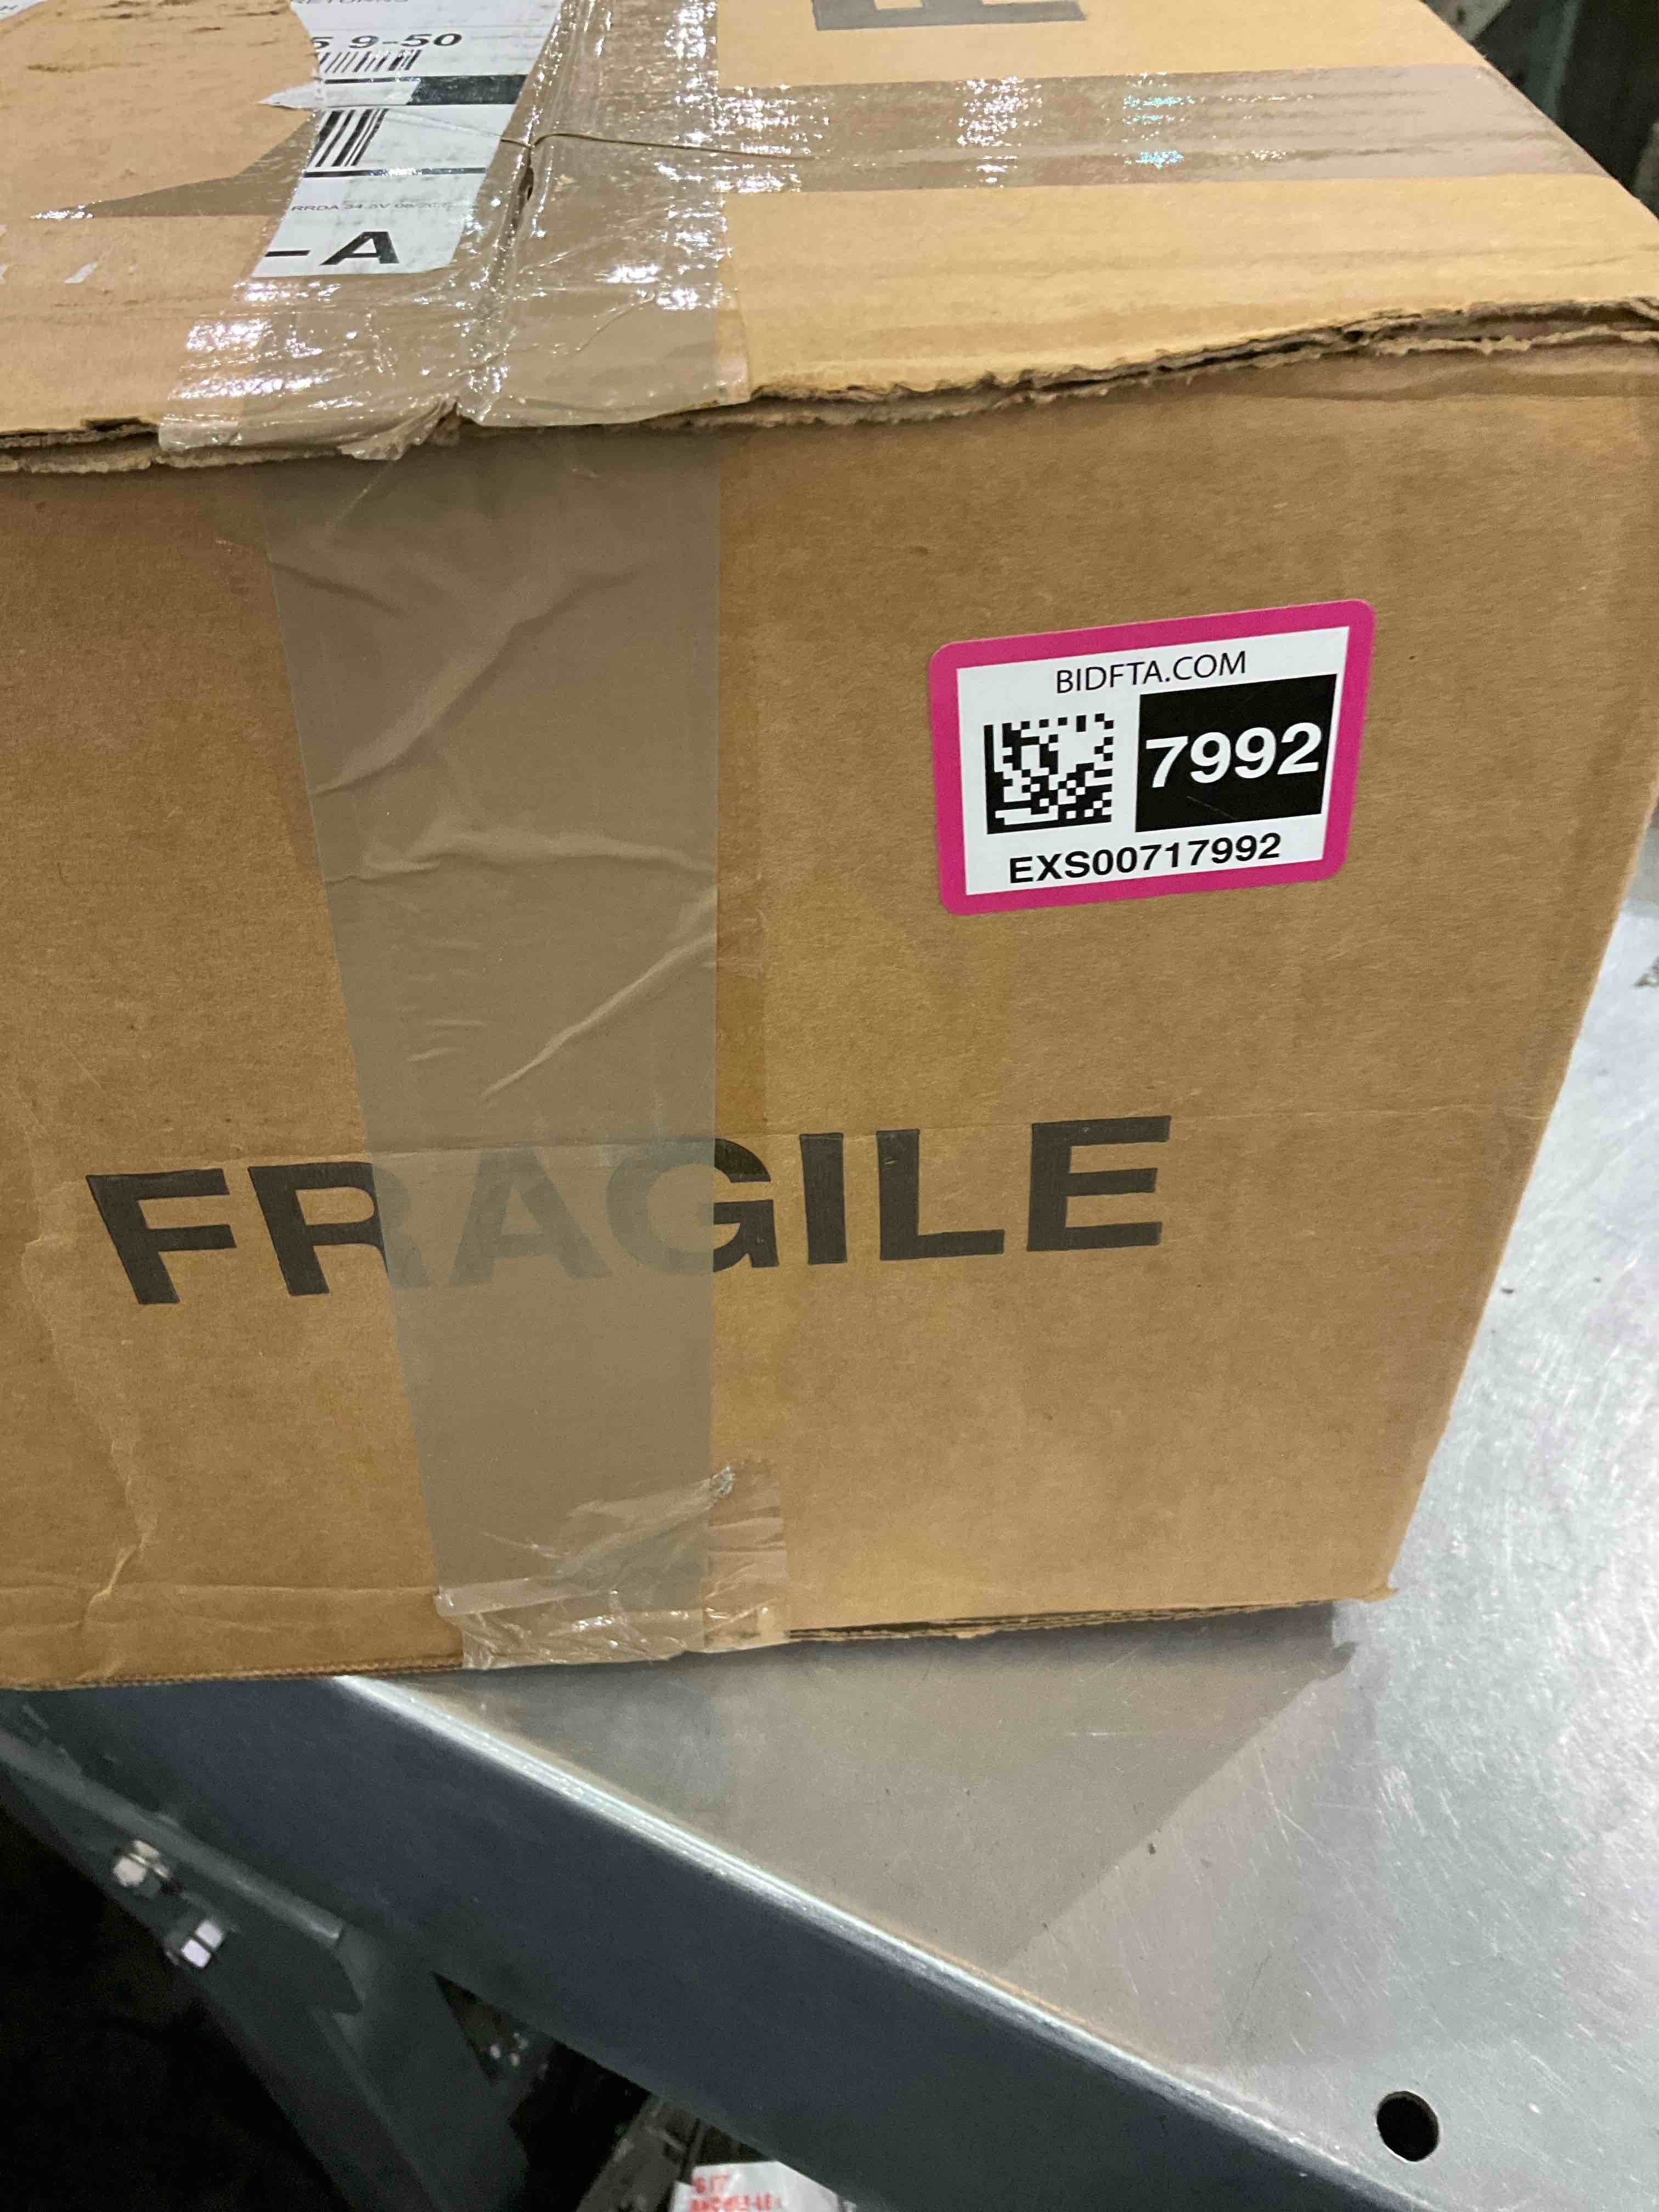 5 9-50
-A
BIDFTA.COM
7992
EXS00717992
FRAGILE